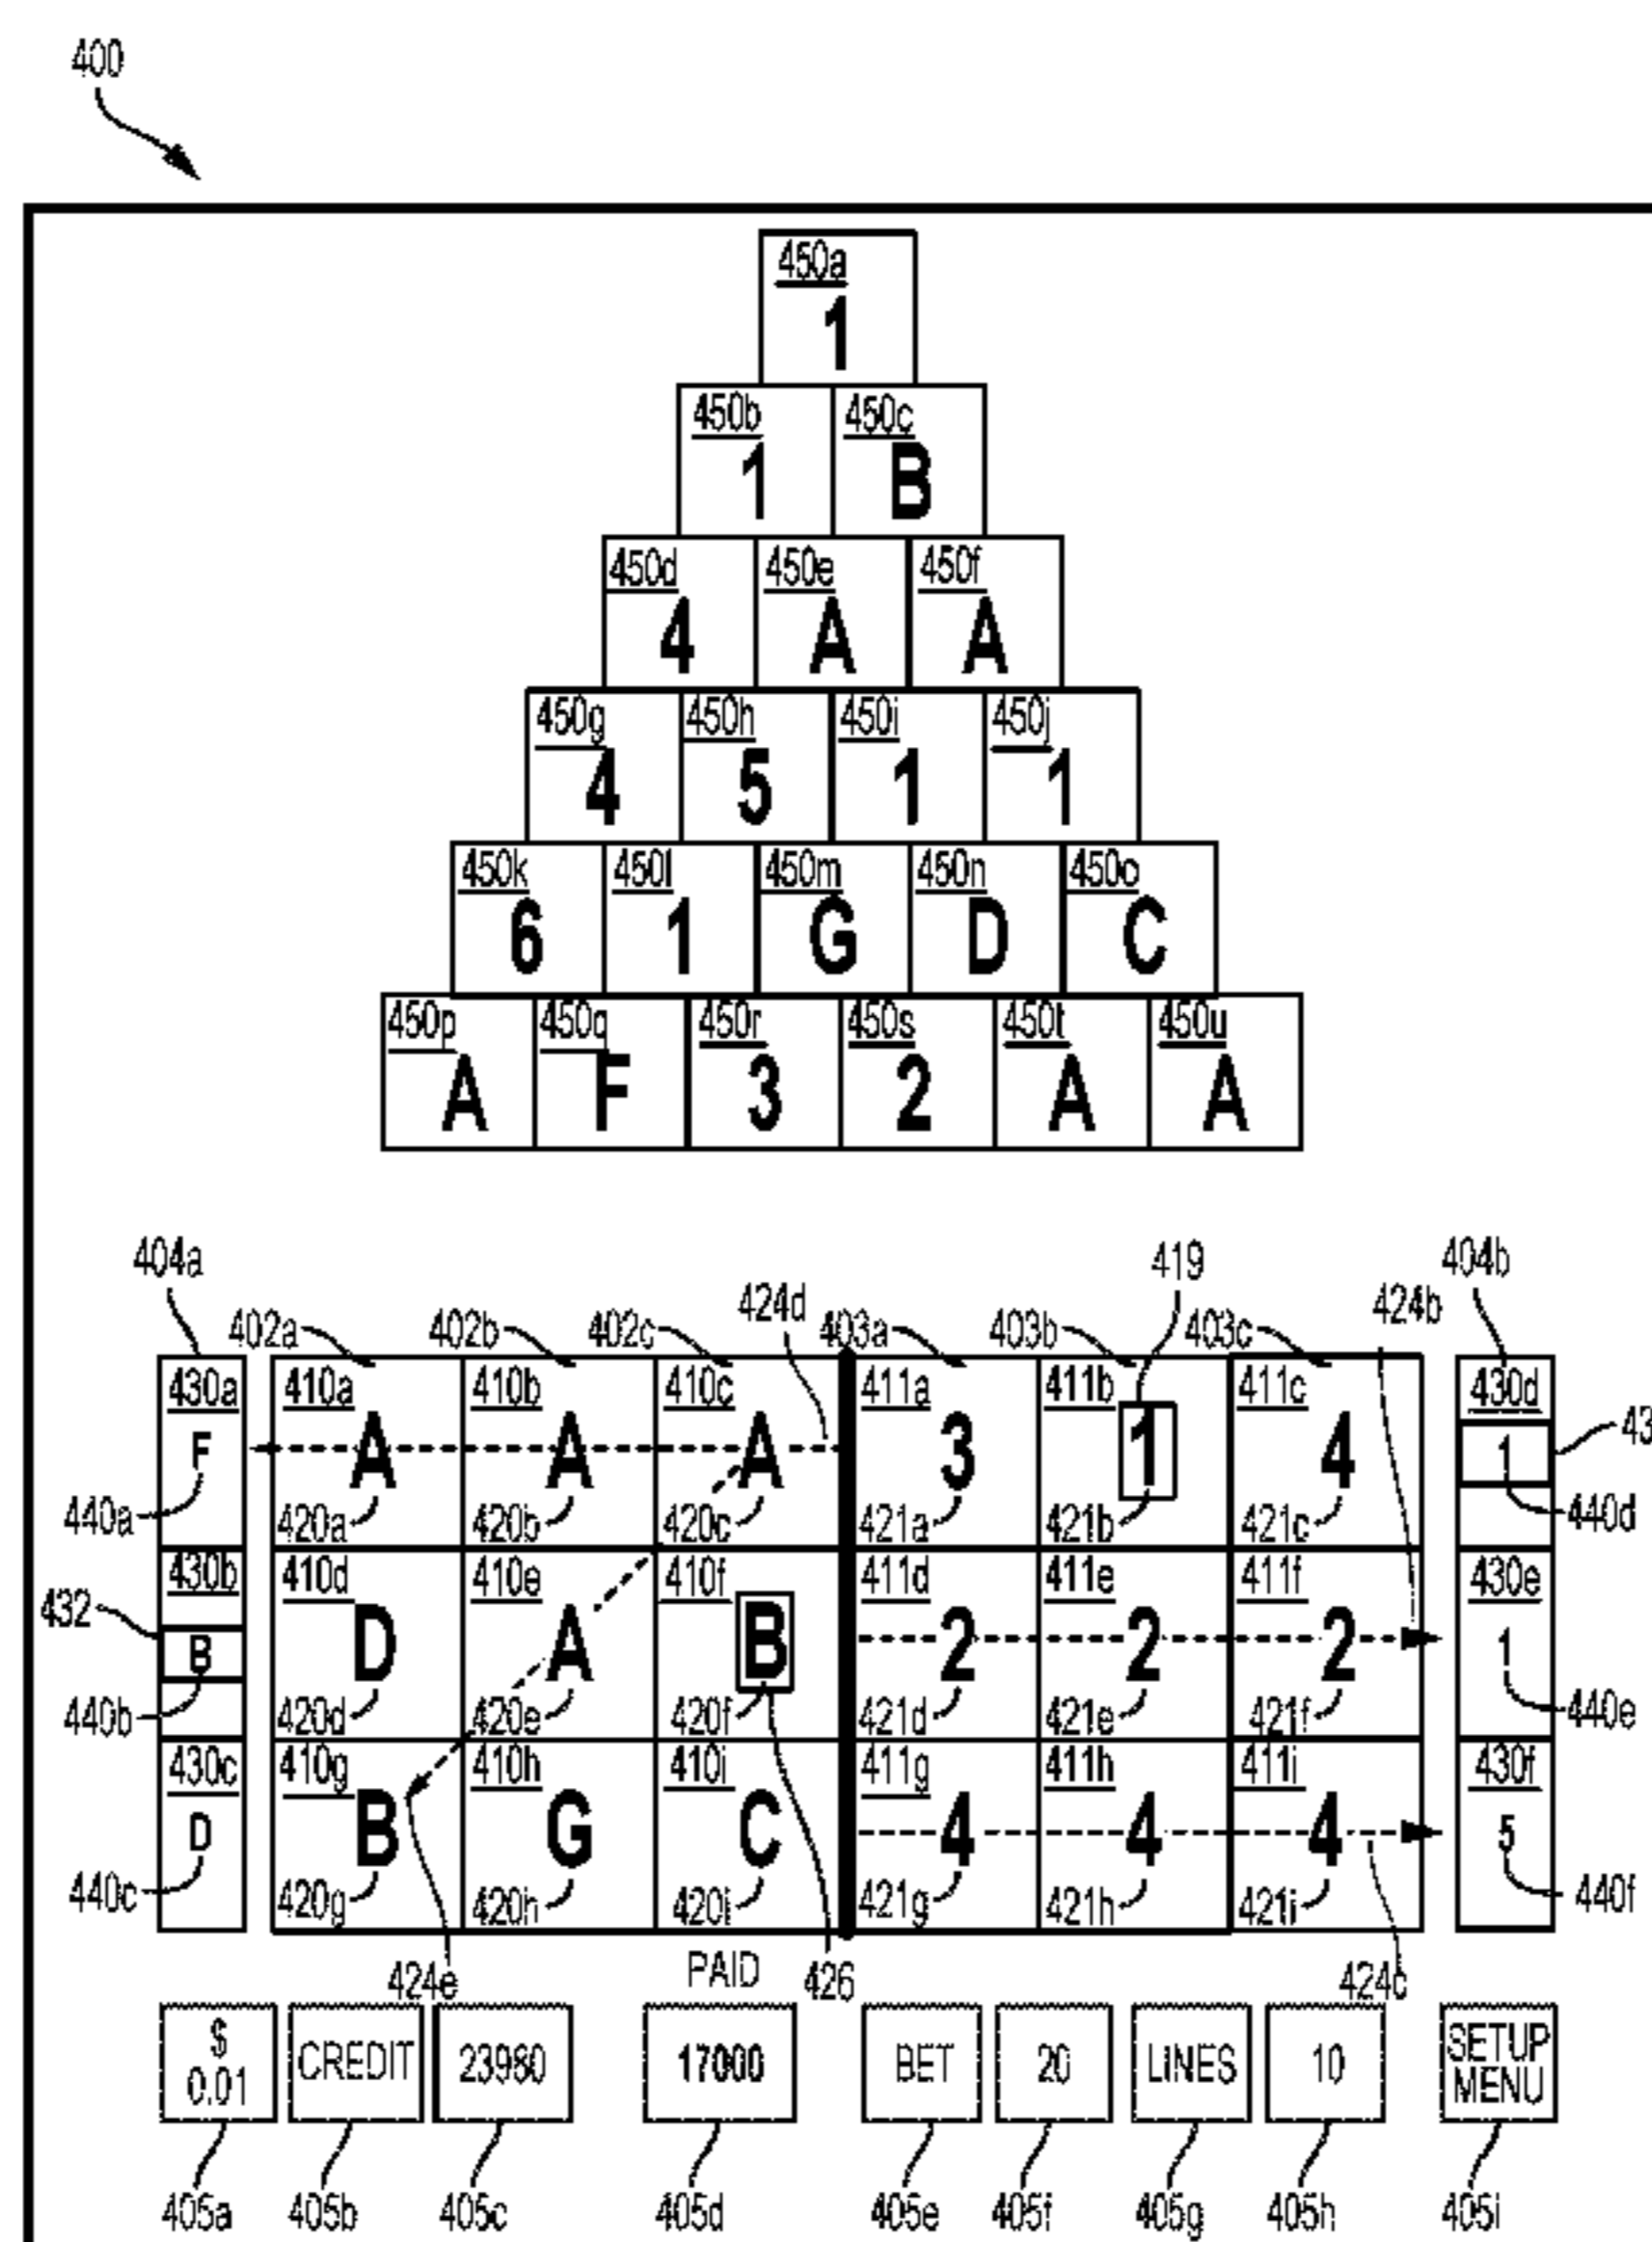 400
450a
1
450b 450c
1 B
450d 450e 450f
4 A A
450g 450h 450i 450j
4 5 1 1
450k 450l 450m 450n 450o
6 1 G D C
450p 450q 450r 450s 450t 450u
A F 3 2 A A
404a 419 404b
402a 402b 402c 424d 403a 403b 403c 424b
430a 410a 410b 410c 411a 411b 411c 430d
F A A A 3 1 4 1
440a 420a 420b 420c 421a 421b 421c 440d
430b 410d 410e 410f 411d 411e 411f 430e
432 B D A B 2 2 2 1
440b 420d 420e 420f 421d 421e 421f 440e
430c 410g 410h 410i 411g 411h 411i 430f
D B G C 4 4 4 5
440c 420g 420h 420i 421g 421h 421i 440f
424e PAID 426 424c
$ 0.01 CREDIT 23980 17000 BET 20 LINES 10 SETUP MENU
405a 405b 405c 405d 405e 405f 405g 405h 405i